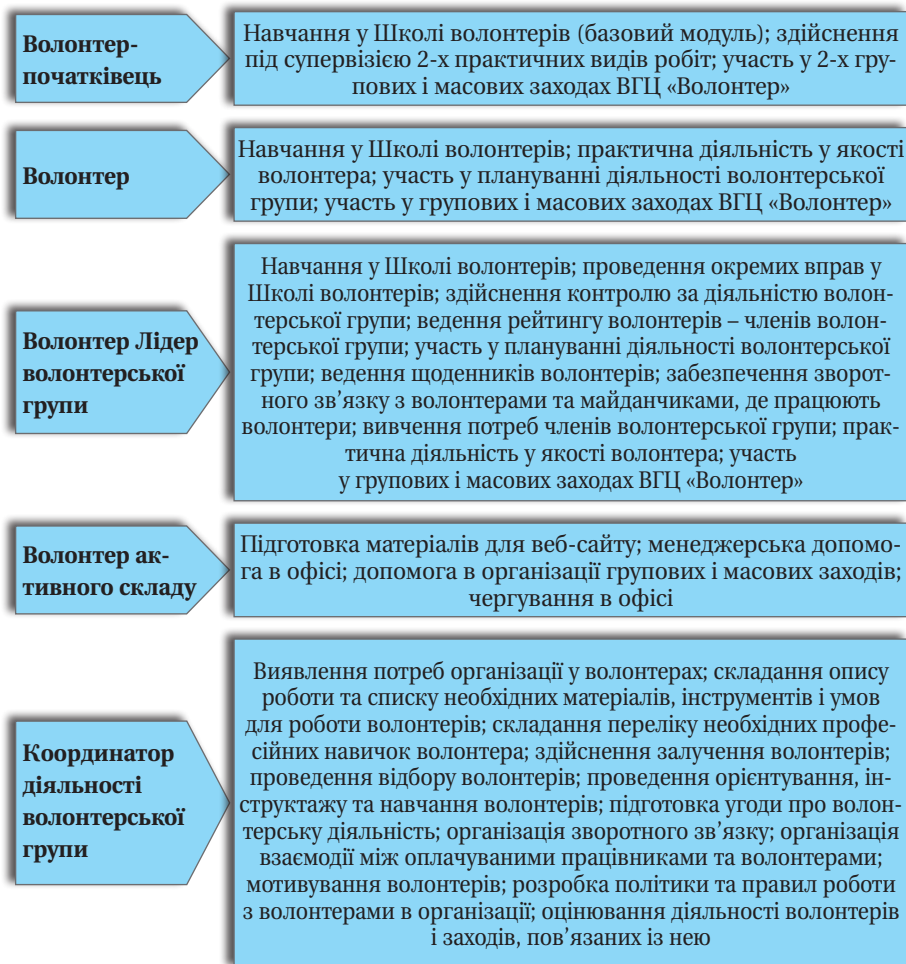 Волонтер-
початківець
Навчання у Школі волонтерів (базовий модуль); здійснення
під супервізією 2-х практичних видів робіт; участь у 2-х гру-
пових і масових заходах ВГЦ «Волонтер»
Волонтер
Навчання у Школі волонтерів; практична діяльність у якості
волонтера; участь у плануванні діяльності волонтерської
групи; участь у групових і масових заходах ВГЦ «Волонтер»
Волонтер Лідер
волонтерської
групи
Навчання у Школі волонтерів; проведення окремих вправ у
Школі волонтерів; здійснення контролю за діяльністю волон-
терської групи; ведення рейтингу волонтерів – членів волон-
терської групи; участь у плануванні діяльності волонтерської
групи; ведення щоденників волонтерів; забезпечення зворот-
ного зв’язку з волонтерами та майданчиками, де працюють
волонтери; вивчення потреб членів волонтерської групи; прак-
тична діяльність у якості волонтера; участь
у групових і масових заходах ВГЦ «Волонтер»
Волонтер ак-
тивного складу
Підготовка матеріалів для веб-сайту; менеджерська допомо-
га в офісі; допомога в організації групових і масових заходів;
чергування в офісі
Координатор
діяльності
волонтерської
групи
Виявлення потреб організації у волонтерах; складання опису
роботи та списку необхідних матеріалів, інструментів і умов
для роботи волонтерів; складання переліку необхідних профе-
сійних навичок волонтера; здійснення залучення волонтерів;
проведення відбору волонтерів; проведення орієнтування, ін-
структажу та навчання волонтерів; підготовка угоди про волон-
терську діяльність; організація зворотного зв’язку; організація
взаємодії між оплачуваними працівниками та волонтерами;
мотивування волонтерів; розробка політики та правил роботи
з волонтерами в організації; оцінювання діяльності волонтерів
і заходів, пов’язаних із нею